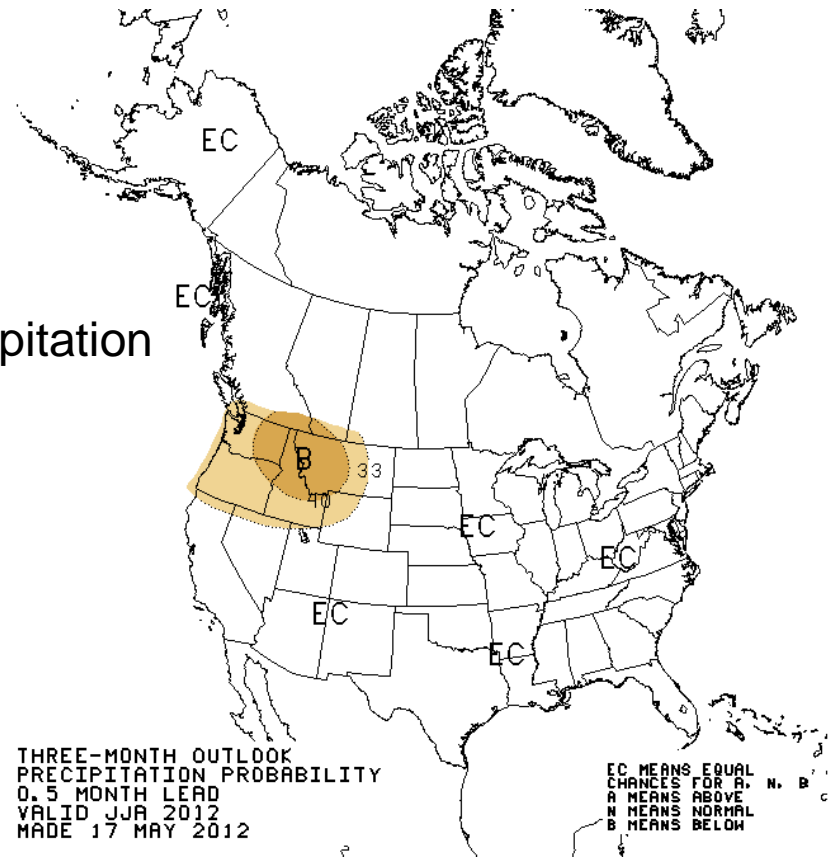 EC
EC
pitation
B
33
40
EC
EC
EC
EC
THREE-MONTH OUTLOOK
PRECIPITATION PROBABILITY
0.5 MONTH LEAD
VALID JJA 2012
MADE 17 MAY 2012
EC MEANS EQUAL
CHANCES FOR A, N, B
A MEANS ABOVE
N MEANS NORMAL
B MEANS BELOW